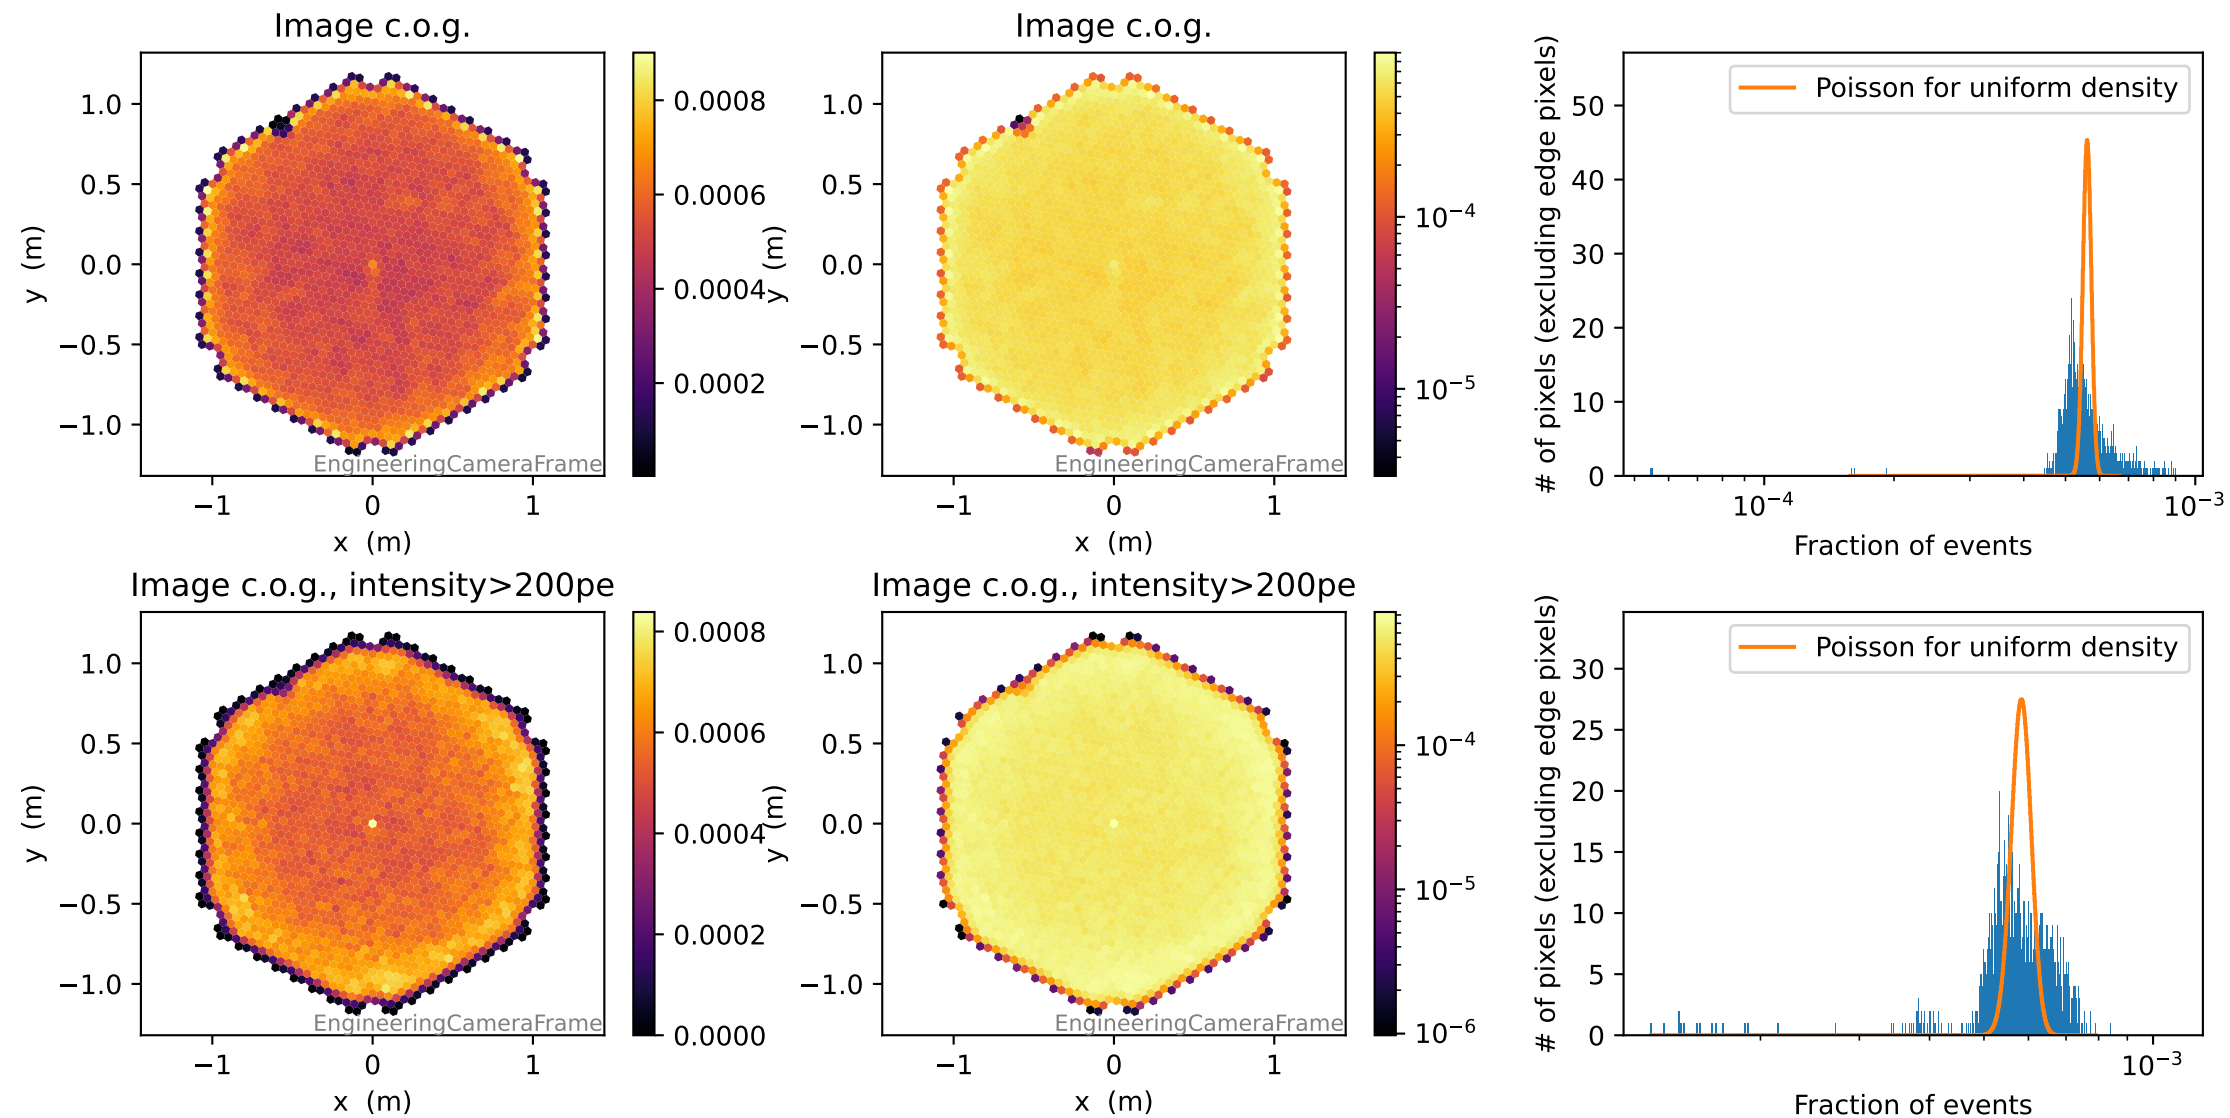 Image c.o.g.
1.0
0.5
0.0
−0.5
−1.0
y (m)
−1
0
1
x (m)
EngineeringCameraFrame
0.0008
0.0006
0.0004
0.0002
Image c.o.g.
1.0
0.5
0.0
−0.5
−1.0
y (m)
−1
0
1
x (m)
EngineeringCameraFrame
10⁻⁴
10⁻⁵
Poisson for uniform density
50
40
30
20
10
0
# of pixels (excluding edge pixels)
10⁻⁴
10⁻³
Fraction of events
Image c.o.g., intensity>200pe
1.0
0.5
0.0
−0.5
−1.0
y (m)
−1
0
1
x (m)
EngineeringCameraFrame
0.0008
0.0006
0.0004
0.0002
0.0000
Image c.o.g., intensity>200pe
1.0
0.5
0.0
−0.5
−1.0
y (m)
−1
0
1
x (m)
EngineeringCameraFrame
10⁻⁴
10⁻⁵
10⁻⁶
Poisson for uniform density
30
25
20
15
10
5
0
# of pixels (excluding edge pixels)
10⁻³
Fraction of events